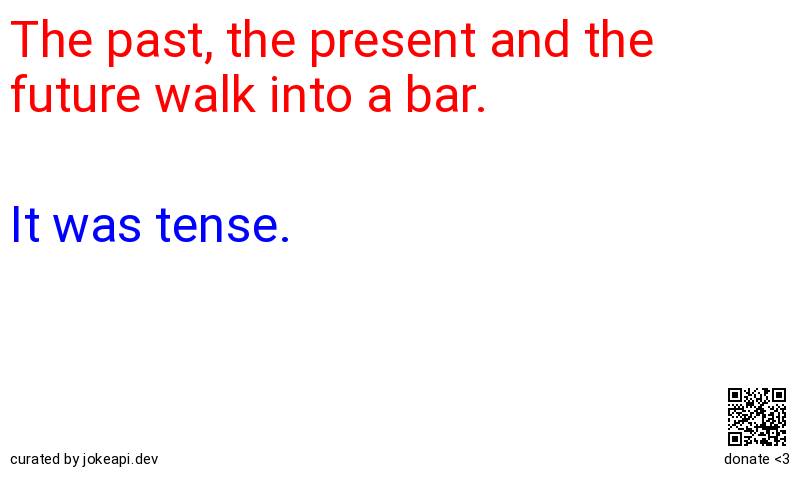 The past, the present and the
future walk into a bar.
It was tense.
curated by jokeapi.dev
donate <3